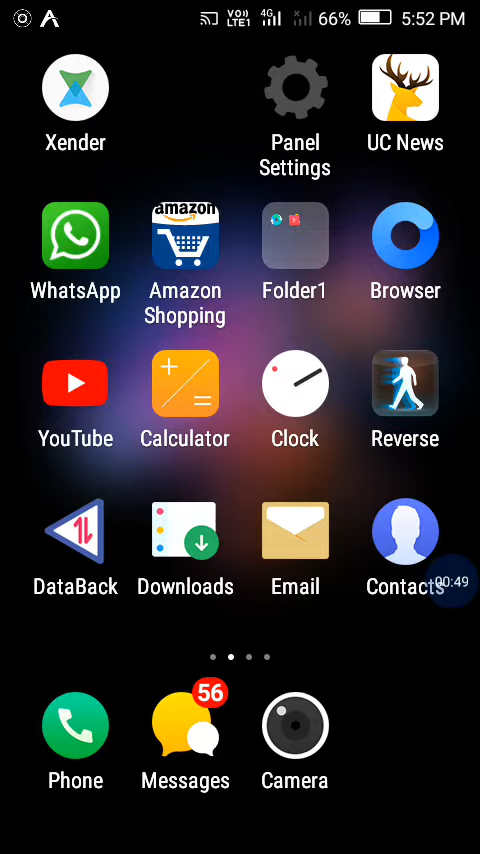 VO)) LTE1 4G 66% 5:52 PM
Xender
Panel Settings
UC News
WhatsApp
amazon
Amazon Shopping
Folder1
Browser
YouTube
Calculator
Clock
Reverse
DataBack
Downloads
Email
Contacts
00:49
56
Phone
Messages
Camera